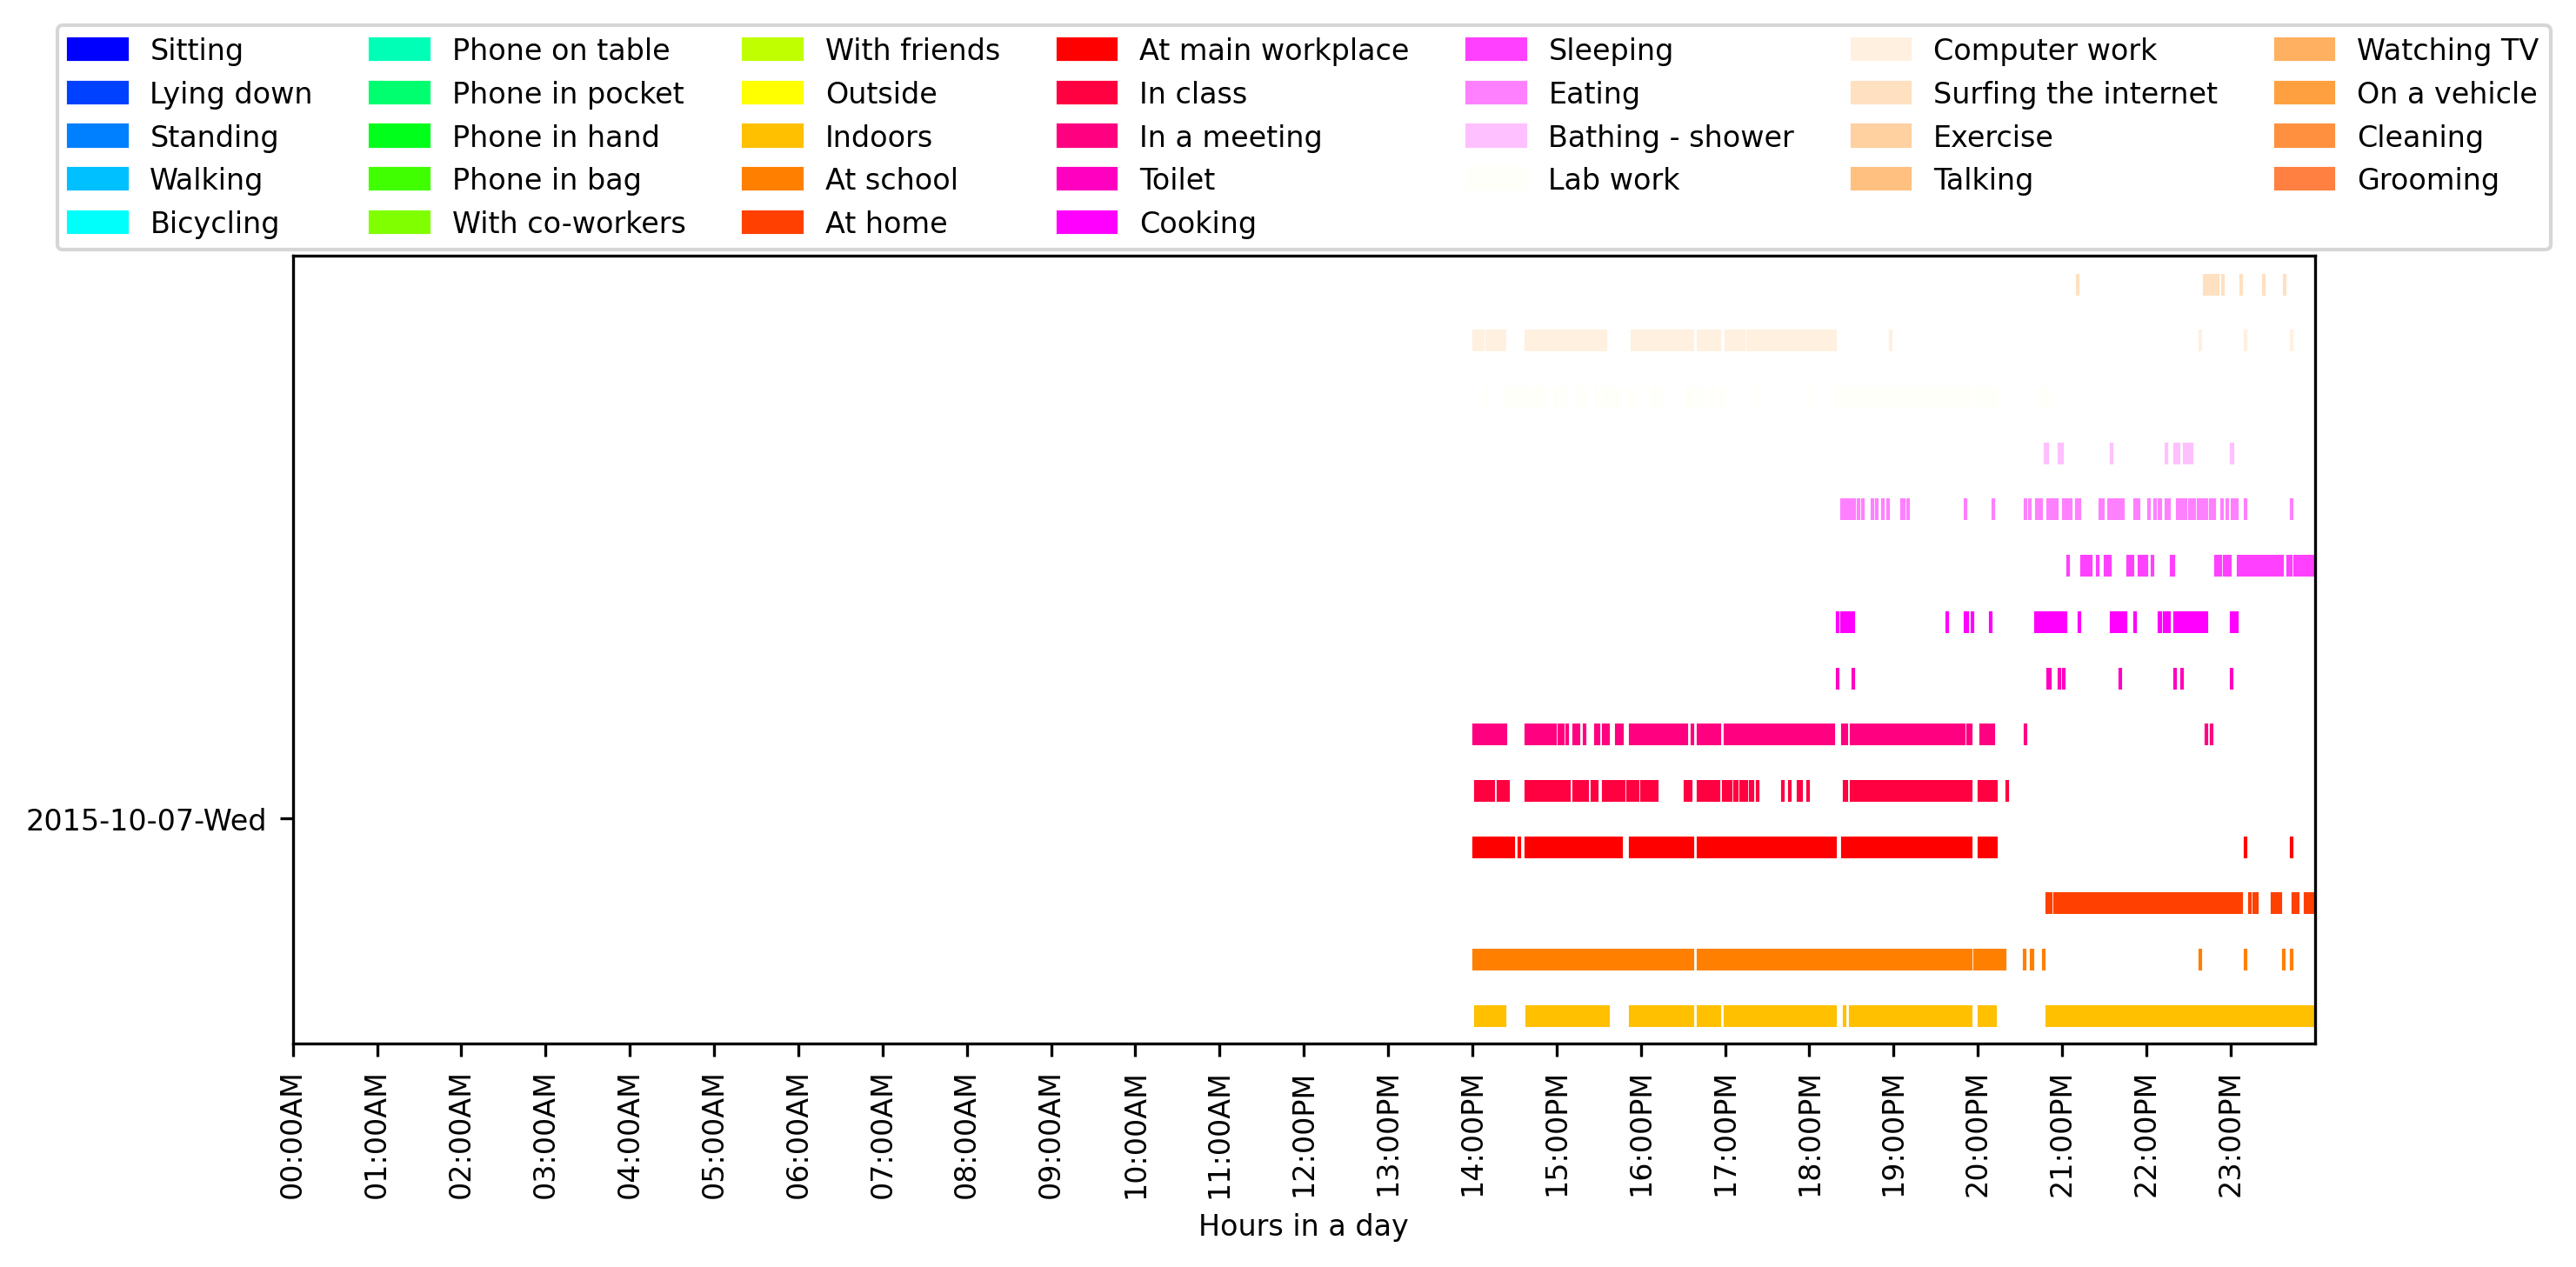 Sitting
Lying down
Standing
Walking
Bicycling
Phone on table
Phone in pocket
Phone in hand
Phone in bag
With co-workers
With friends
Outside
Indoors
At school
At home
At main workplace
In class
In a meeting
Toilet
Cooking
Sleeping
Eating
Bathing - shower
Lab work
Computer work
Surfing the internet
Exercise
Talking
Watching TV
On a vehicle
Cleaning
Grooming
2015-10-07-Wed
00:00AM
01:00AM
02:00AM
03:00AM
04:00AM
05:00AM
06:00AM
07:00AM
08:00AM
09:00AM
10:00AM
11:00AM
12:00PM
13:00PM
14:00PM
15:00PM
16:00PM
17:00PM
18:00PM
19:00PM
20:00PM
21:00PM
22:00PM
23:00PM
Hours in a day